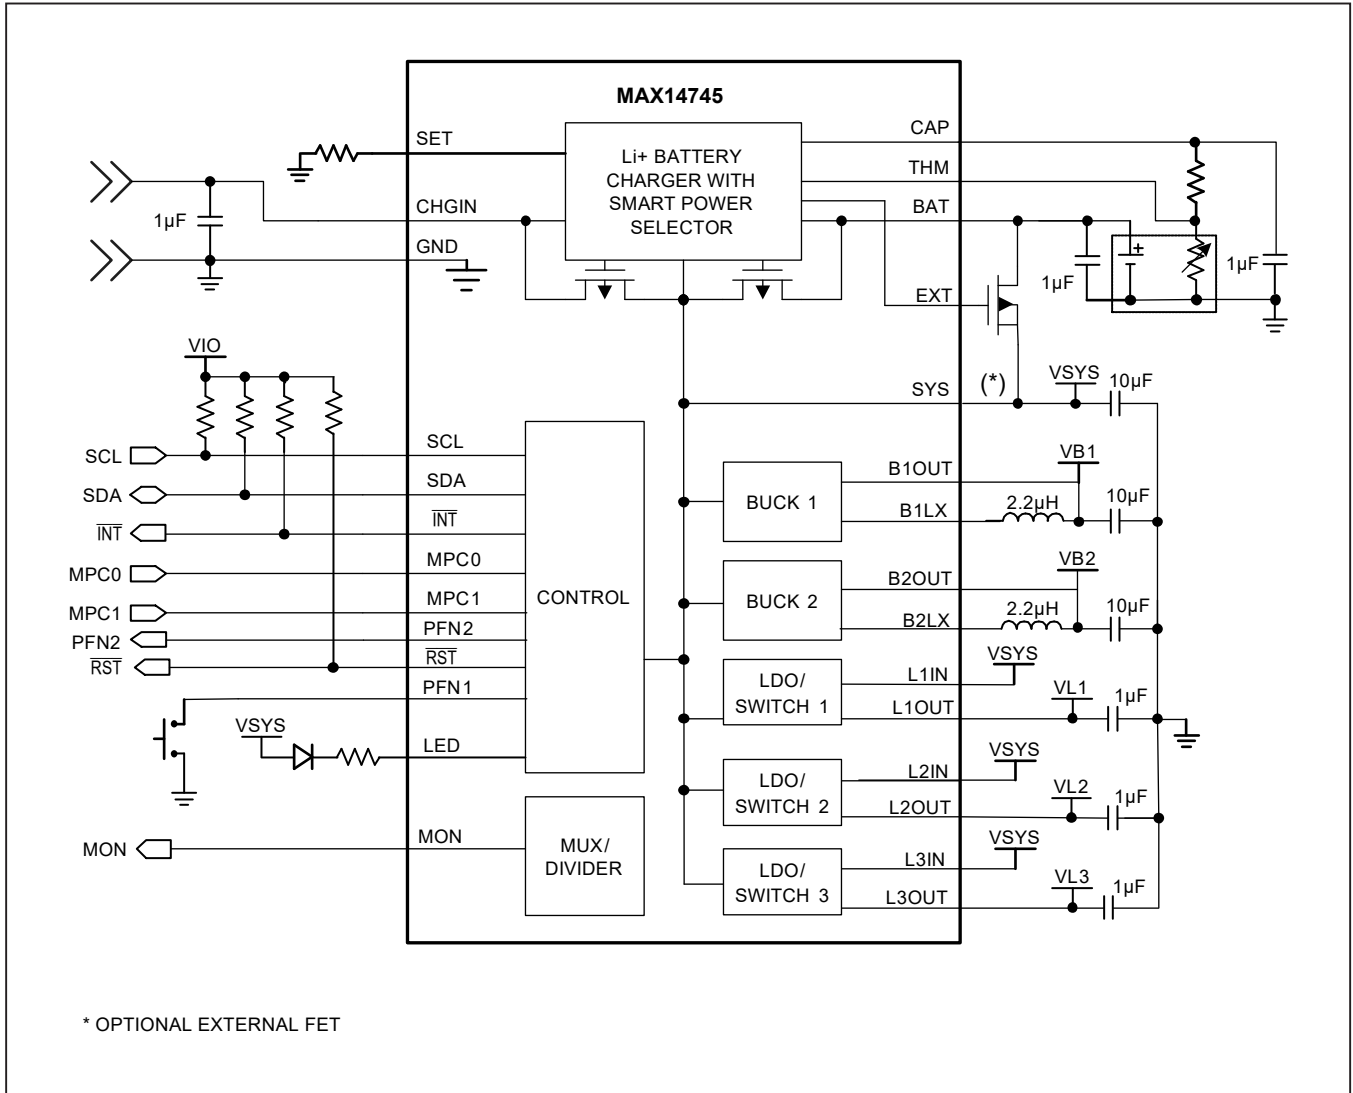 MAX14745
SET
Li+ BATTERY
CHARGER WITH
SMART POWER
SELECTOR
CAP
THM
BAT
CHGIN
GND
1µF
EXT
1µF
1µF
VIO
SYS
(*)
VSYS
10µF
SCL
SCL
SDA
SDA
INT
INT
MPC0
MPC0
MPC1
MPC1
PFN2
PFN2
RST
RST
PFN1
VSYS
LED
CONTROL
BUCK 1
B1OUT
B1LX
VB1
2.2µH
10µF
BUCK 2
B2OUT
B2LX
VB2
2.2µH
10µF
LDO/
SWITCH 1
L1IN
L1OUT
VSYS
VL1
1µF
LDO/
SWITCH 2
L2IN
L2OUT
VSYS
VL2
1µF
LDO/
SWITCH 3
L3IN
L3OUT
VSYS
VL3
1µF
MON
MON
MUX/
DIVIDER
* OPTIONAL EXTERNAL FET